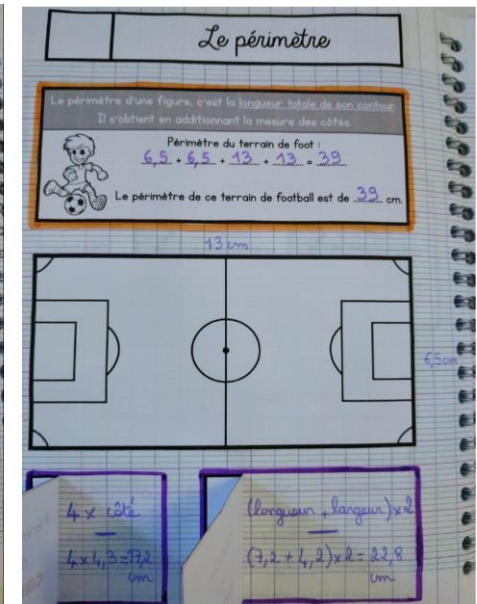 Le périmètre
Le périmètre d'une figure, c'est la longueur totale de son contour.
Il s'obtient en additionnant la mesure des côtés.
Périmètre du terrain de foot :
6,5 + 6,5 + 13 + 13 = 39
Le périmètre de ce terrain de football est de 39 cm.
13 cm
6,5cm
4 x côté
4 x 4,3 = 17,2
cm
(longueur + largeur) x 2
(7,2 + 4,2) x 2 = 22,8
cm